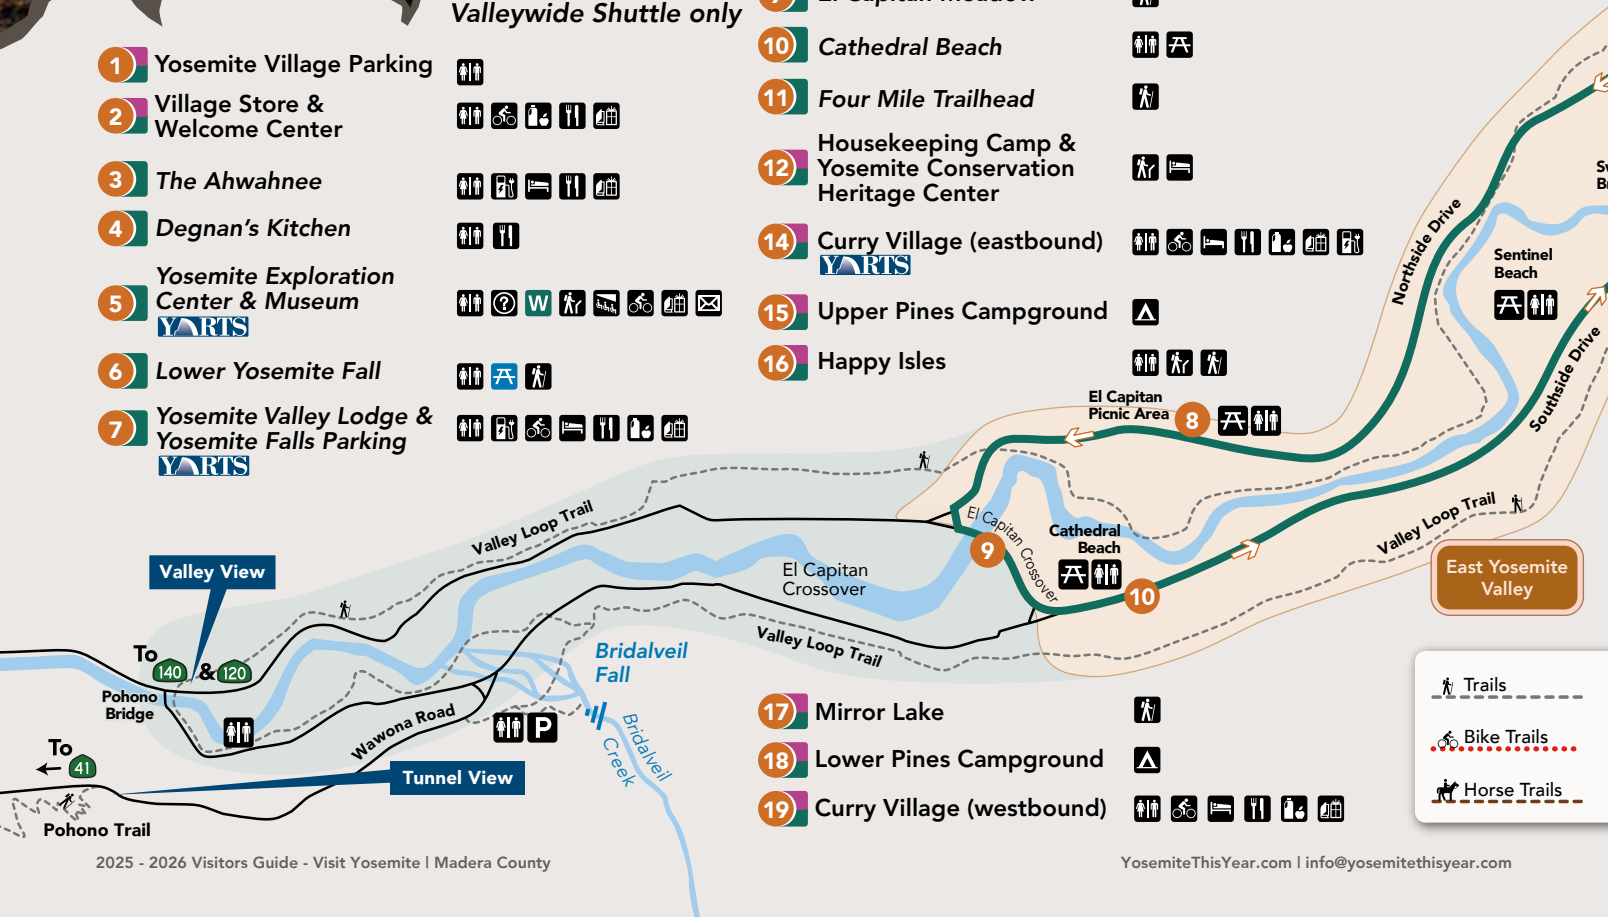 Valleywide Shuttle only
1 Yosemite Village Parking
2 Village Store &
Welcome Center
3 The Ahwahnee
4 Degnan's Kitchen
5 Yosemite Exploration
Center & Museum
W
YARTS
6 Lower Yosemite Fall
7 Yosemite Valley Lodge &
Yosemite Falls Parking
YARTS
El Capitan Meadow
10 Cathedral Beach
11 Four Mile Trailhead
12 Housekeeping Camp &
Yosemite Conservation
Heritage Center
14 Curry Village (eastbound)
YARTS
15 Upper Pines Campground
16 Happy Isles
17 Mirror Lake
18 Lower Pines Campground
19 Curry Village (westbound)
Northside Drive
Sentinel
Beach
Southside Drive
El Capitan
Picnic Area
8
El Capitan Crossover
9
Cathedral
Beach
10
Valley Loop Trail
East Yosemite
Valley
Valley Loop Trail
El Capitan
Crossover
Valley Loop Trail
Valley View
To
140 & 120
Pohono
Bridge
Bridalveil
Fall
Bridalveil
Creek
P
Wawona Road
To
41
Tunnel View
Pohono Trail
Trails
Bike Trails
Horse Trails
2025 - 2026 Visitors Guide - Visit Yosemite | Madera County
YosemiteThisYear.com | info@yosemitethisyear.com